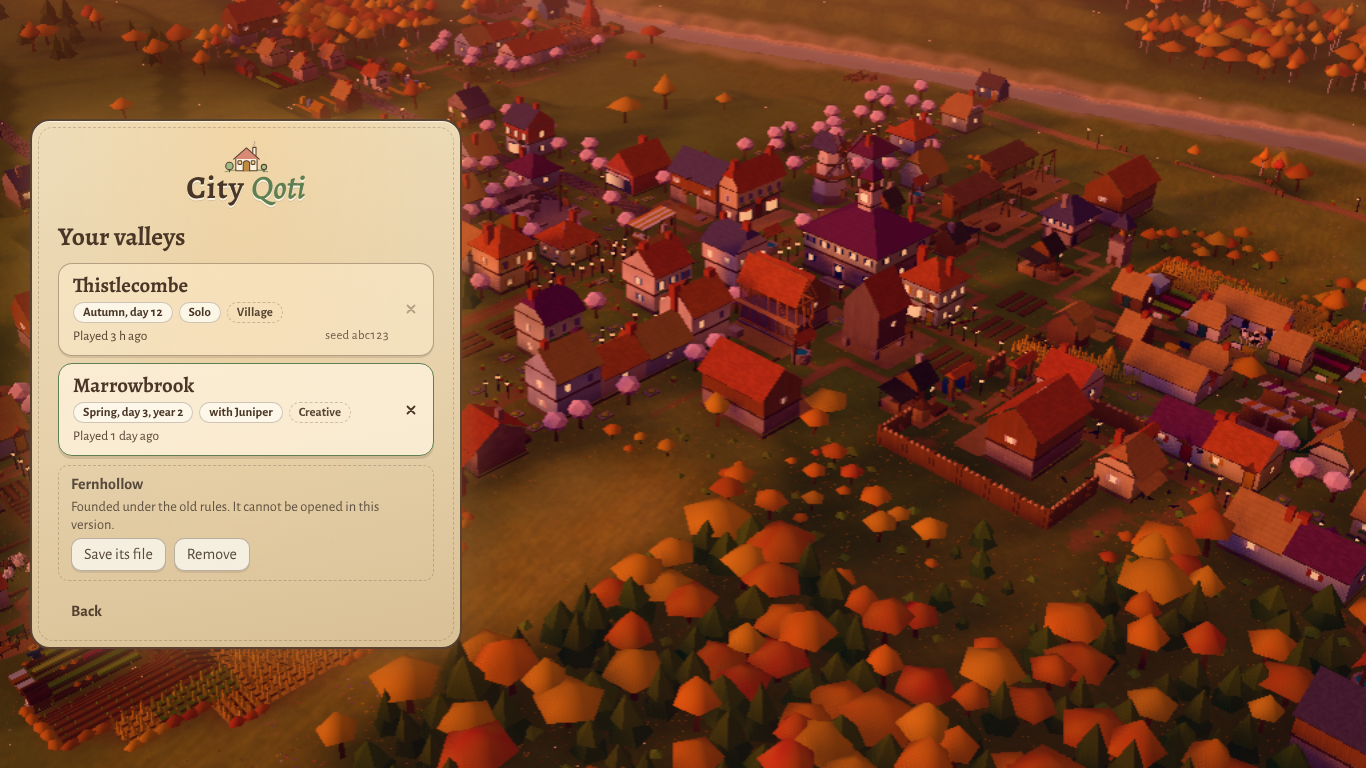 City Qoti
Your valleys
Thistlecombe
Autumn, day 12 Solo Village
Played 3 h ago seed abc123
Marrowbrook
Spring, day 3, year 2 with Juniper Creative
Played 1 day ago
Fernhollow
Founded under the old rules. It cannot be opened in this
version.
Save its file Remove
Back